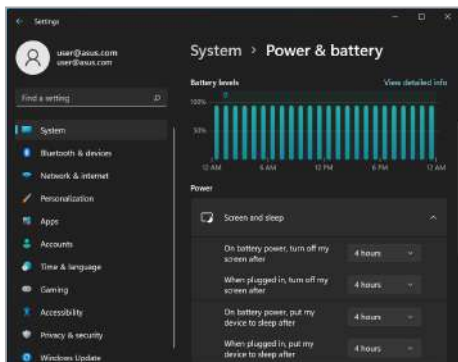 Settings
user@asus.com
user@asus.com
Find a setting
System
Bluetooth & devices
Network & internet
Personalization
Apps
Accounts
Time & language
Gaming
Accessibility
Privacy & security
Windows Update
System > Power & battery
Battery levels
View detailed info
100%
50%
12 AM
6 AM
12 PM
6 PM
12 AM
Power
Screen and sleep
On battery power, turn off my
screen after
4 hours
When plugged in, turn off my
screen after
4 hours
On battery power, put my
device to sleep after
4 hours
When plugged in, put my
device to sleep after
4 hours